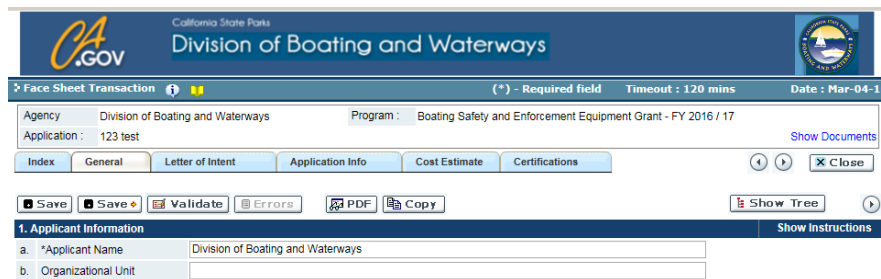 California State Parks
CA.GOV
Division of Boating and Waterways
Face Sheet Transaction (*) - Required field Timeout : 120 mins Date : Mar-04-1
Agency Division of Boating and Waterways Program : Boating Safety and Enforcement Equipment Grant - FY 2016 / 17
Application : 123 test Show Documents
Index General Letter of Intent Application Info Cost Estimate Certifications Close
Save Save Validate Errors PDF Copy Show Tree
1. Applicant Information Show Instructions
a. *Applicant Name Division of Boating and Waterways
b. Organizational Unit